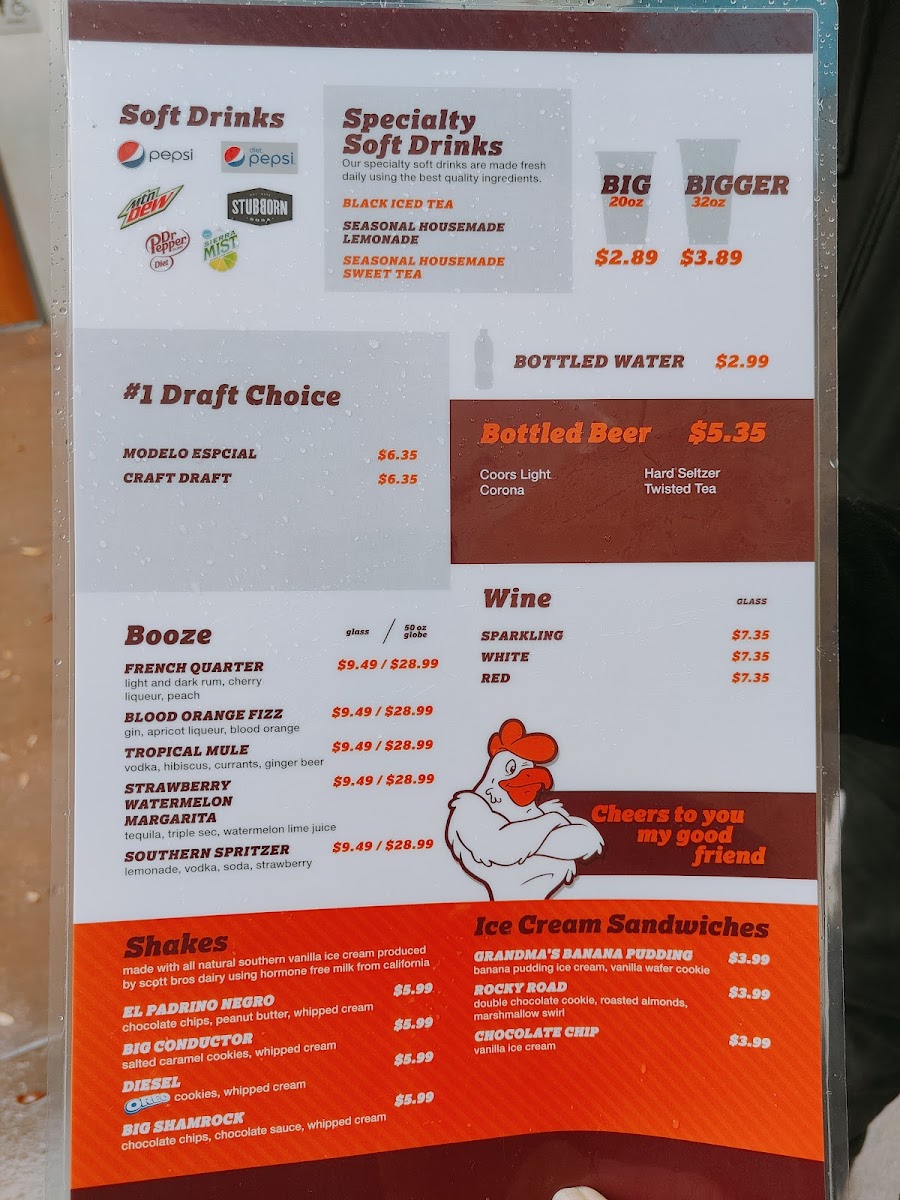 Soft Drinks
pepsi
diet pepsi
Mtn DEW
STUBBORN
SODA
Dr Pepper
Diet
SIERRA MIST
Specialty
Soft Drinks
Our specialty soft drinks are made fresh
daily using the best quality ingredients.
BLACK ICED TEA
SEASONAL HOUSEMADE
LEMONADE
SEASONAL HOUSEMADE
SWEET TEA
BIG BIGGER
20oz 32oz
$2.89 $3.89
BOTTLED WATER $2.99
#1 Draft Choice
MODELO ESPCIAL $6.35
CRAFT DRAFT $6.35
Bottled Beer $5.35
Coors Light Hard Seltzer
Corona Twisted Tea
Booze glass / 50 oz globe
FRENCH QUARTER $9.49 / $28.99
light and dark rum, cherry
liqueur, peach
BLOOD ORANGE FIZZ $9.49 / $28.99
gin, apricot liqueur, blood orange
TROPICAL MULE $9.49 / $28.99
vodka, hibiscus, currants, ginger beer
STRAWBERRY $9.49 / $28.99
WATERMELON
MARGARITA
tequila, triple sec, watermelon lime juice
SOUTHERN SPRITZER $9.49 / $28.99
lemonade, vodka, soda, strawberry
Wine GLASS
SPARKLING $7.35
WHITE $7.35
RED $7.35
Cheers to you
my good
friend
Shakes
made with all natural southern vanilla ice cream produced
by scott bros dairy using hormone free milk from california
EL PADRINO NEGRO $5.99
chocolate chips, peanut butter, whipped cream
BIG CONDUCTOR $5.99
salted caramel cookies, whipped cream
DIESEL $5.99
OREO cookies, whipped cream
BIG SHAMROCK $5.99
chocolate chips, chocolate sauce, whipped cream
Ice Cream Sandwiches
GRANDMA'S BANANA PUDDING $3.99
banana pudding ice cream, vanilla wafer cookie
ROCKY ROAD $3.99
double chocolate cookie, roasted almonds,
marshmallow swirl
CHOCOLATE CHIP $3.99
vanilla ice cream